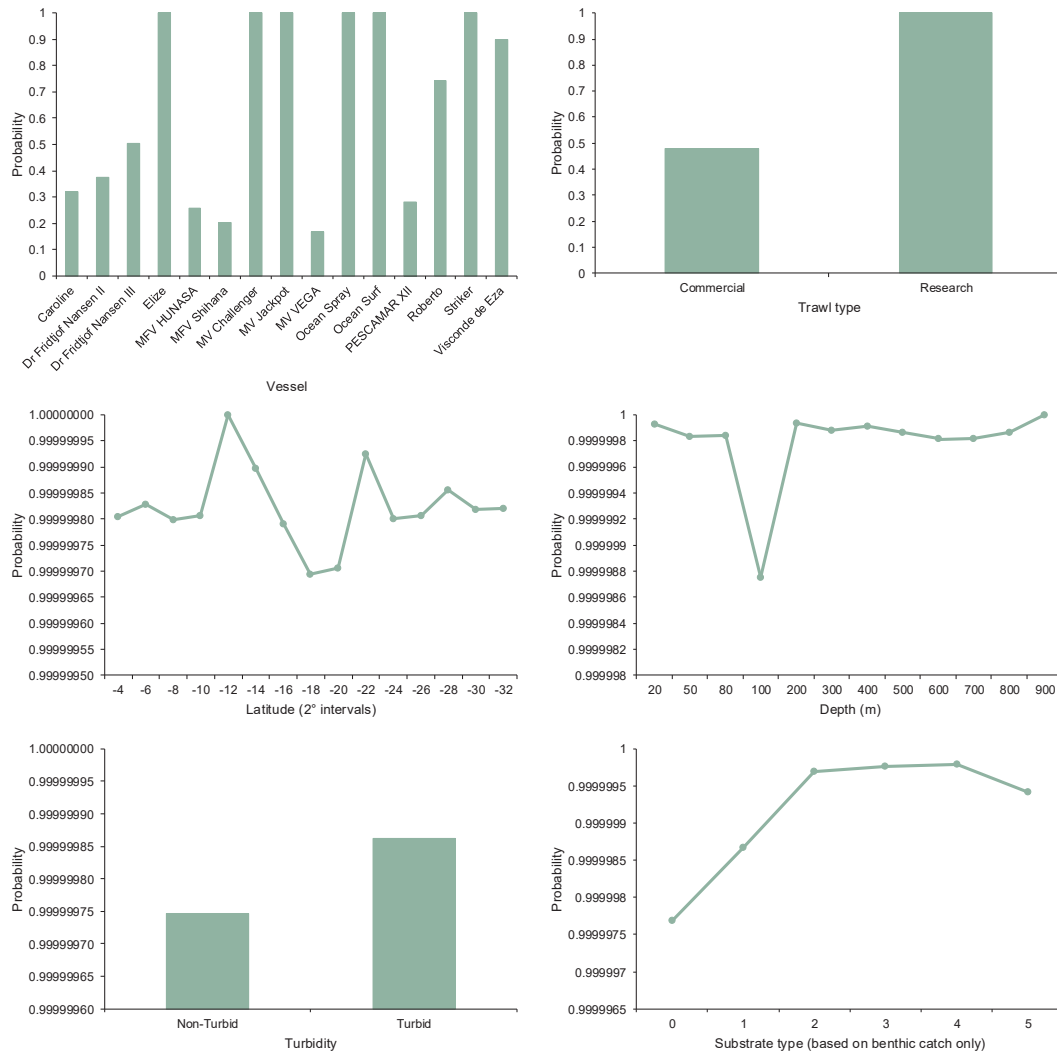 1
0.9
0.8
0.7
0.6
0.5
0.4
0.3
0.2
0.1
0
Probability
Caroline
Dr Fridtjof Nansen II
Dr Fridtjof Nansen III
Elize
MFV HUNASA
MFV Shihana
MV Challenger
MV Jackpot
MV VEGA
Ocean Spray
Ocean Surf
PESCAMAR XII
Roberto
Striker
Visconde de Eza
Vessel
1
0.9
0.8
0.7
0.6
0.5
0.4
0.3
0.2
0.1
0
Probability
Commercial Research
Trawl type
1.00000000
0.99999995
0.99999990
0.99999985
0.99999980
0.99999975
0.99999970
0.99999965
0.99999960
0.99999955
0.99999950
Probability
-4 -6 -8 -10 -12 -14 -16 -18 -20 -22 -24 -26 -28 -30 -32
Latitude (2° intervals)
1
0.9999998
0.9999996
0.9999994
0.9999992
0.999999
0.9999988
0.9999986
0.9999984
0.9999982
0.999998
Probability
20 50 80 100 200 300 400 500 600 700 800 900
Depth (m)
1.00000000
0.99999995
0.99999990
0.99999985
0.99999980
0.99999975
0.99999970
0.99999965
0.99999960
Probability
Non-Turbid Turbid
Turbidity
1
0.9999995
0.999999
0.9999985
0.999998
0.9999975
0.999997
0.9999965
Probability
0 1 2 3 4 5
Substrate type (based on benthic catch only)